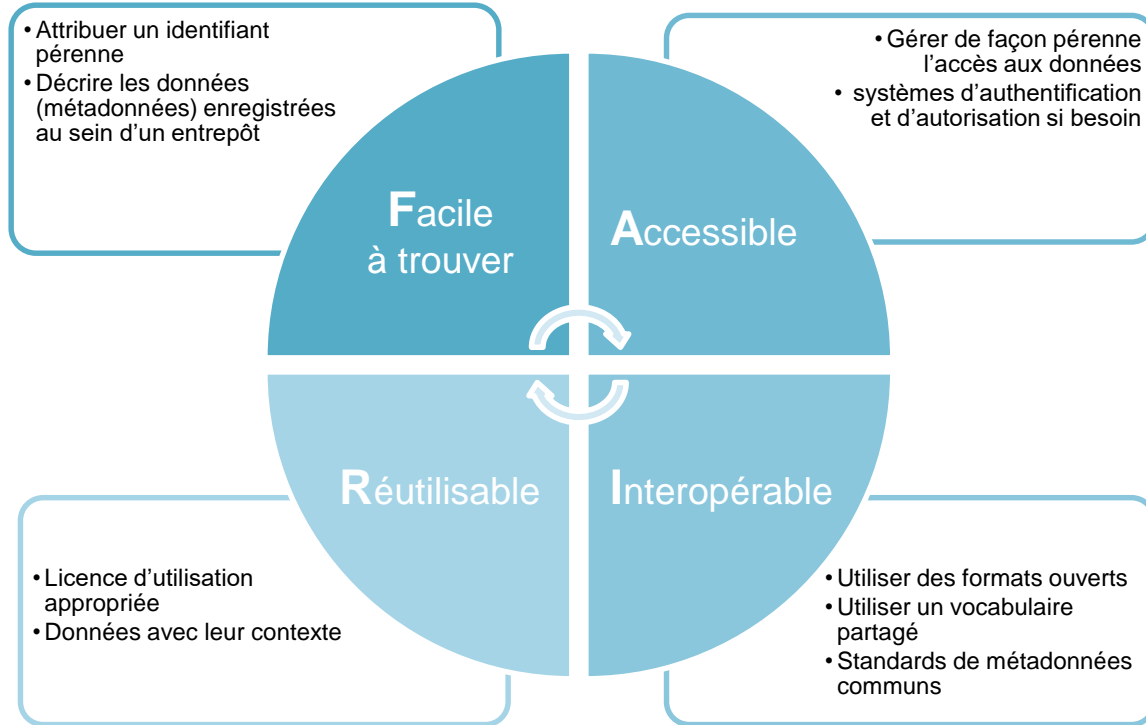 • Attribuer un identifiant
pérenne
• Décrire les données
(métadonnées) enregistrées
au sein d’un entrepôt
• Gérer de façon pérenne
l’accès aux données
• systèmes d’authentification
et d’autorisation si besoin
Facile
à trouver
Accessible
Réutilisable
Interopérable
• Licence d’utilisation
appropriée
• Données avec leur contexte
• Utiliser des formats ouverts
• Utiliser un vocabulaire
partagé
• Standards de métadonnées
communs